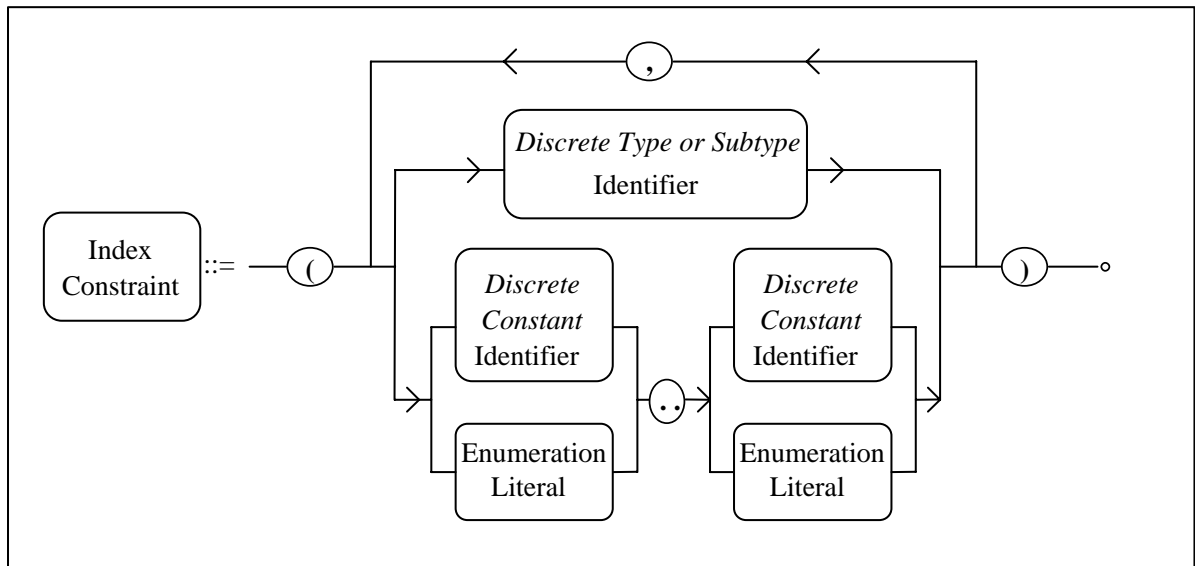 ,
Discrete Type or Subtype
Identifier
Index
Constraint
::=
(
)
Discrete
Constant
Identifier
Discrete
Constant
Identifier
..
Enumeration
Literal
Enumeration
Literal